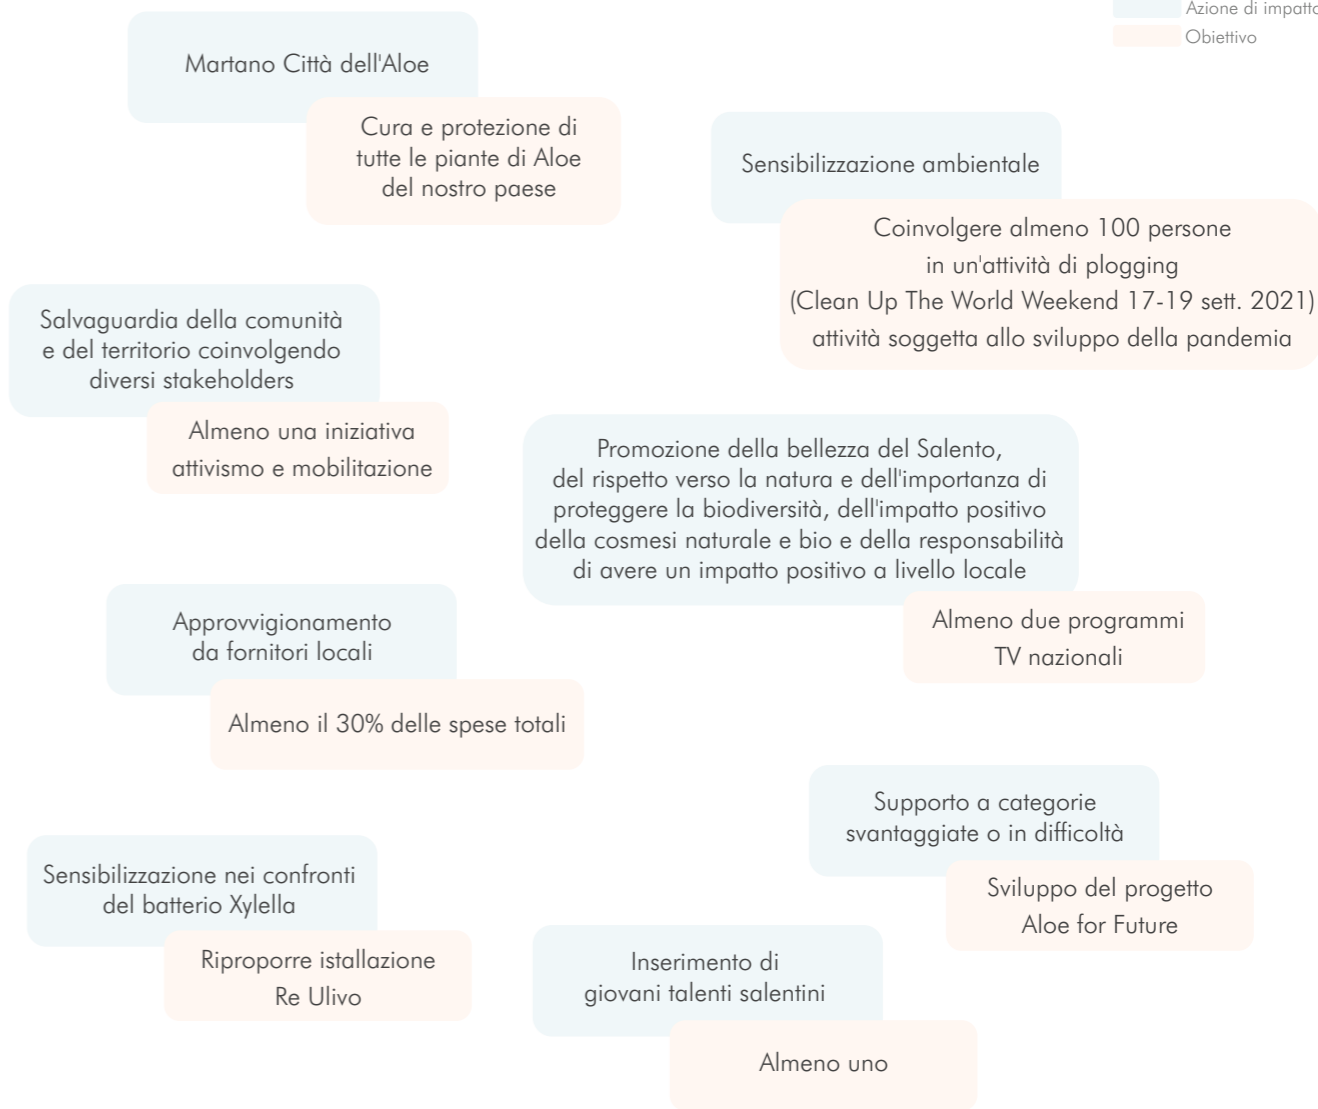 Azione di impatto
Obiettivo
Martano Città dell'Aloe
Cura e protezione di
tutte le piante di Aloe
del nostro paese
Sensibilizzazione ambientale
Coinvolgere almeno 100 persone
in un'attività di plogging
(Clean Up The World Weekend 17-19 sett. 2021)
attività soggetta allo sviluppo della pandemia
Salvaguardia della comunità
e del territorio coinvolgendo
diversi stakeholders
Almeno una iniziativa
attivismo e mobilitazione
Promozione della bellezza del Salento,
del rispetto verso la natura e dell'importanza di
proteggere la biodiversità, dell'impatto positivo
della cosmesi naturale e bio e della responsabilità
di avere un impatto positivo a livello locale
Almeno due programmi
TV nazionali
Approvvigionamento
da fornitori locali
Almeno il 30% delle spese totali
Supporto a categorie
svantaggiate o in difficoltà
Sviluppo del progetto
Aloe for Future
Sensibilizzazione nei confronti
del batterio Xylella
Riproporre istallazione
Re Ulivo
Inserimento di
giovani talenti salentini
Almeno uno